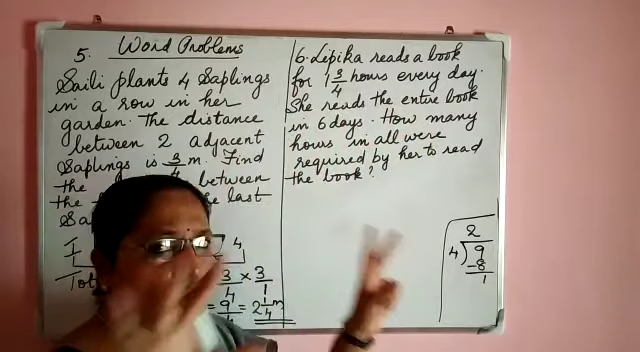 5. Word Problems
Saili plants 4 Saplings
in a row in her
garden. The distance
between 2 adjacent
Saplings is 3/4 m. Find
the between
the the last
Sa
4
Tot 3/4 × 3/1
= 9/4 = 2 1/4 m
6. Lipika reads a book
for 1 3/4 hours every day.
She reads the entire book
in 6 days. How many
hours in all were
required by her to read
the book?
2
4 9
-8
1